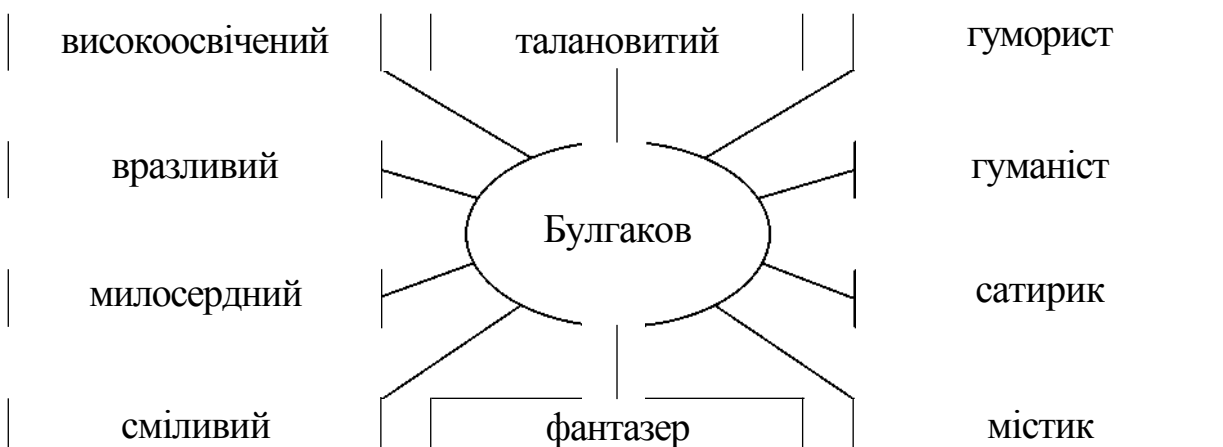 високоосвічений
талановитий
гуморист
вразливий
гуманіст
Булгаков
милосердний
сатирик
сміливий
фантазер
містик